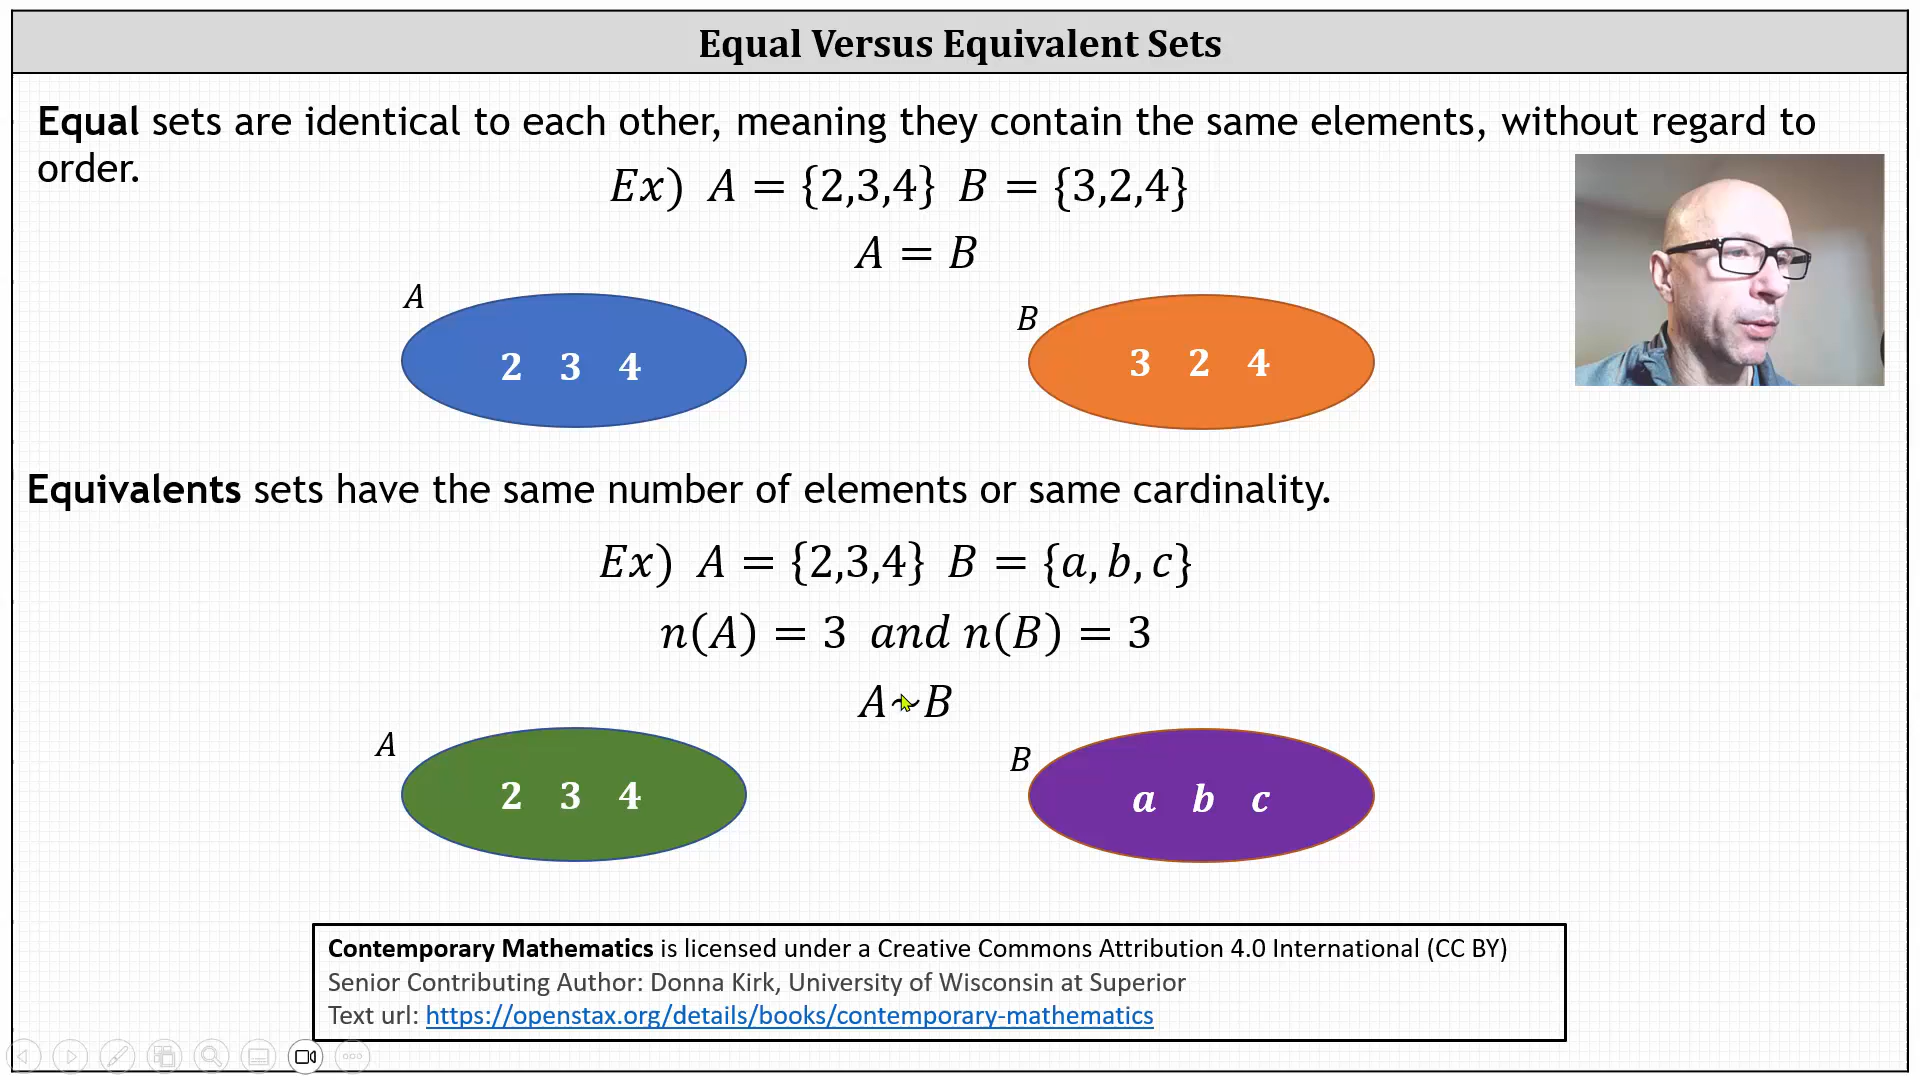 Equal Versus Equivalent Sets
Equal sets are identical to each other, meaning they contain the same elements, without regard to
order.
Ex) A = {2,3,4} B = {3,2,4}
A = B
A
B
2 3 4
3 2 4
Equivalents sets have the same number of elements or same cardinality.
Ex) A = {2,3,4} B = {a, b, c}
n(A) = 3 and n(B) = 3
A~B
A
B
2 3 4
a b c
Contemporary Mathematics is licensed under a Creative Commons Attribution 4.0 International (CC BY)
Senior Contributing Author: Donna Kirk, University of Wisconsin at Superior
Text url: https://openstax.org/details/books/contemporary-mathematics